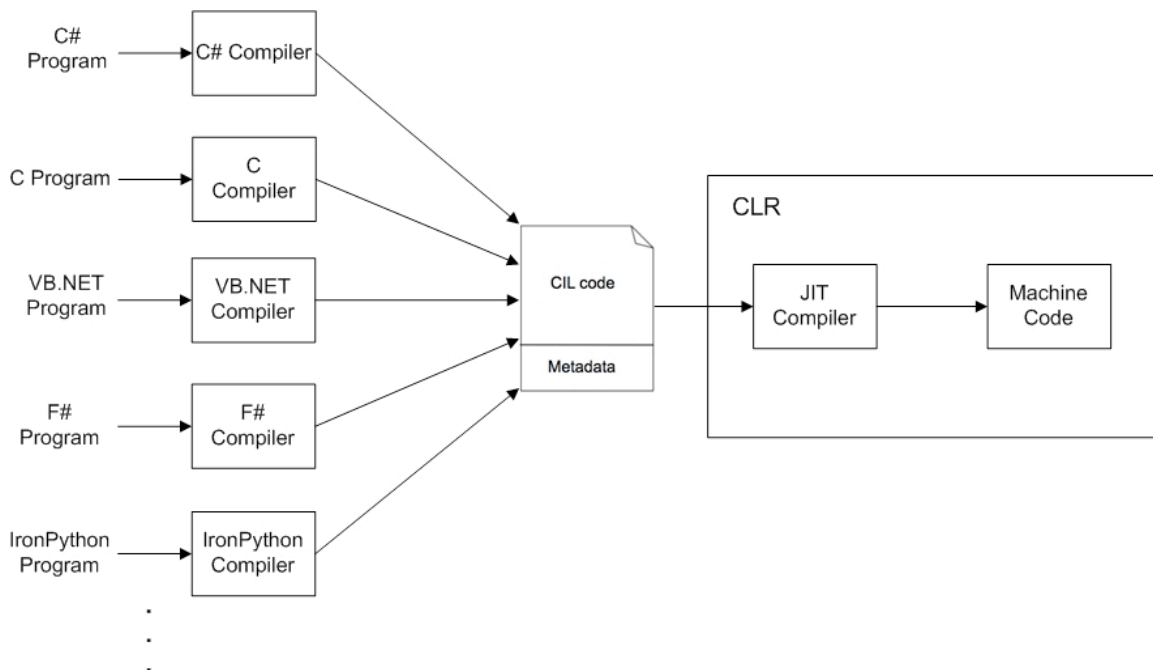 C#
Program
C# Compiler
C Program
C
Compiler
VB.NET
Program
VB.NET
Compiler
F#
Program
F#
Compiler
IronPython
Program
IronPython
Compiler
.
.
.
CIL code
Metadata
CLR
JIT
Compiler
Machine
Code